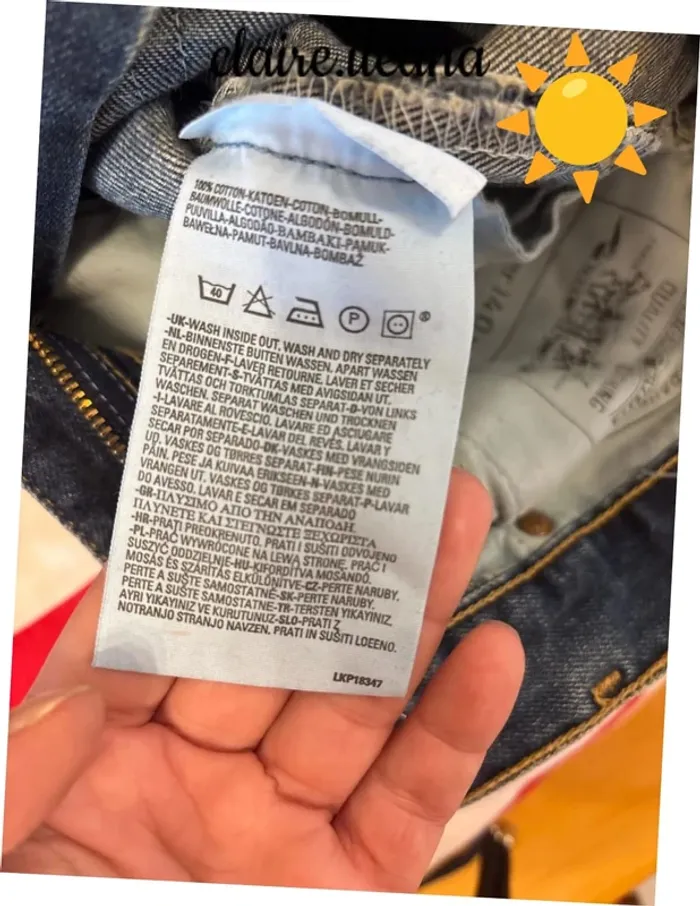 claire.ileana
100% COTTON-KATOEN-COTTON-BOMULL-
BAUMWOLLE-COTONE-ALGODÓN-BOMULD-
PUUVILLA-ALGODÃO-BAMBAKI-PAMUK-
BAWEŁNA-PAMUT-BAVLNA-BOMBAŽ
40
P
®
-UK-WASH INSIDE OUT, WASH AND DRY SEPARATELY
-NL-BINNENSTE BUITEN WASSEN. APART WASSEN
EN DROGEN-F-LAVER RETOURNE. LAVER ET SECHER
SEPAREMENT-S-TVÄTTAS MED AVIGSIDAN UT.
TVÄTTAS OCH TORKTUMLAS SEPARAT-D-VON LINKS
WASCHEN. SEPARAT WASCHEN UND TROCKNEN
-I-LAVARE AL ROVESCIO. LAVARE ED ASCIUGARE
SEPARATAMENTE-E-LAVAR DEL REVÉS. LAVAR Y
SECAR POR SEPARADO-DK-VASKES MED VRANGSIDEN
UD. VASKES OG TØRRES SEPARAT-FIN-PESE NURIN
PÄIN. PESE JA KUIVAA ERIKSEEN-N-VASKES MED
VRANGEN UT. VASKES OG TØRKES SEPARAT-P-LAVAR
DO AVESSO. LAVAR E SECAR EM SEPARADO
-GR-ΠΛΥΣΙΜΟ ΑΠΟ ΤΗΝ ΑΝΑΠΟΔΗ.
ΠΛΥΝΕΤΕ ΚΑΙ ΣΤΕΓΝΩΣΤΕ ΞΕΧΩΡΙΣΤΑ
-HR-PRATI PREOKRENUTO. PRATI I SUŠITI ODVOJENO
-PL-PRAĆ WYWRÓCONE NA LEWĄ STRONĘ. PRAĆ I
SUSZYĆ ODDZIELNIE-HU-KIFORDÍTVA MOSANDÓ.
MOSÁS ÉS SZÁRÍTÁS ELKÜLÖNÍTVE-CZ-PERTE NARUBY.
PERTE A SUŠTE SAMOSTATNĚ-SK-PERTE NARUBY.
PERTE A SUŠTE SAMOSTATNE-TR-TERSTEN YIKAYINIZ.
AYRI YIKAYINIZ VE KURUTUNUZ-SLO-PRATI Z
NOTRANJO STRANJO NAVZEN. PRATI IN SUŠITI LOČENO.
LKP18347